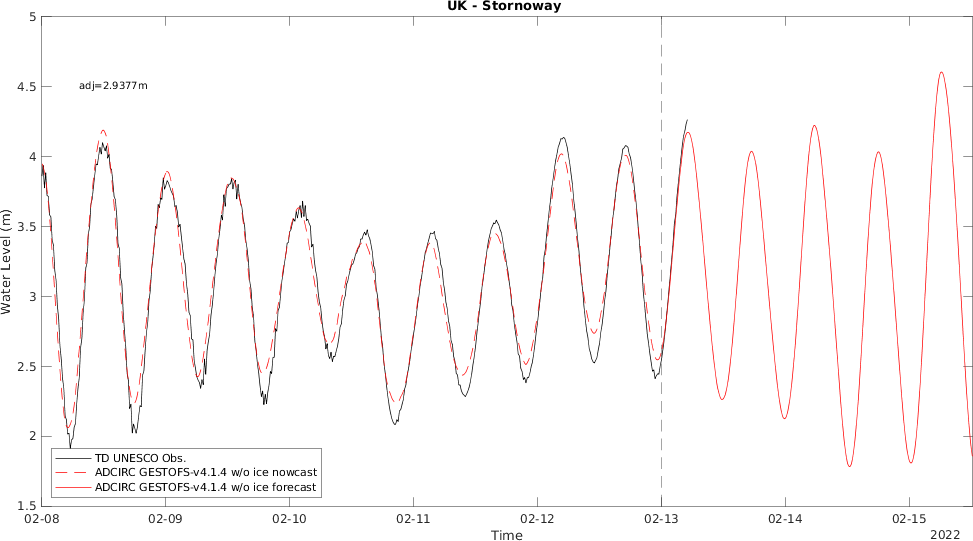 UK - Stornoway
5
4.5
4
3.5
3
2.5
2
1.5
Water Level (m)
adj=2.9377m
TD UNESCO Obs.
ADCIRC GESTOFS-v4.1.4 w/o ice nowcast
ADCIRC GESTOFS-v4.1.4 w/o ice forecast
02-08 02-09 02-10 02-11 02-12 02-13 02-14 02-15
Time
2022